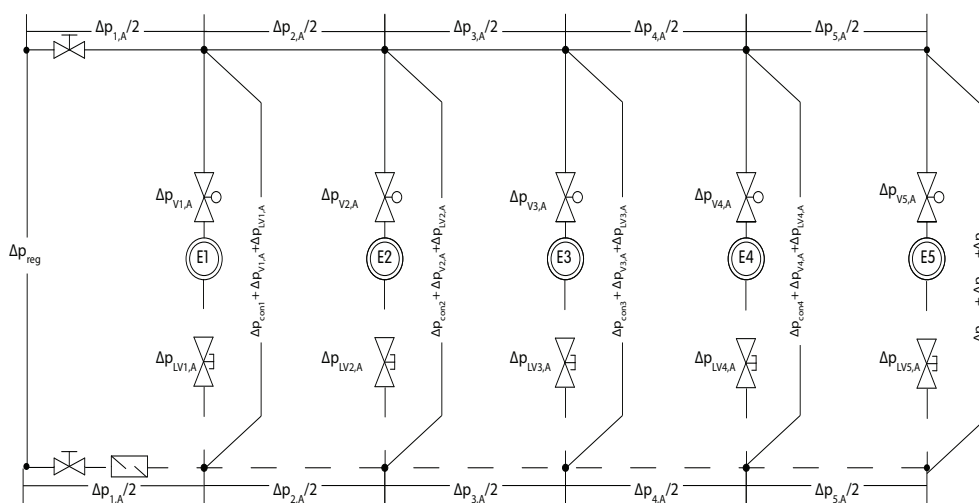 Δp1,A/2 Δp2,A/2 Δp3,A/2 Δp4,A/2 Δp5,A/2
ΔpV1,A ΔpV2,A ΔpV3,A ΔpV4,A ΔpV5,A
Δpreg
E1 E2 E3 E4 E5
Δpcon1 + ΔpV1,A + ΔpLV1,A
Δpcon2 + ΔpV2,A + ΔpLV2,A
Δpcon3 + ΔpV3,A + ΔpLV3,A
Δpcon4 + ΔpV4,A + ΔpLV4,A
ΔpLV1,A ΔpLV2,A ΔpLV3,A ΔpLV4,A ΔpLV5,A
Δp1,A/2 Δp2,A/2 Δp3,A/2 Δp4,A/2 Δp5,A/2